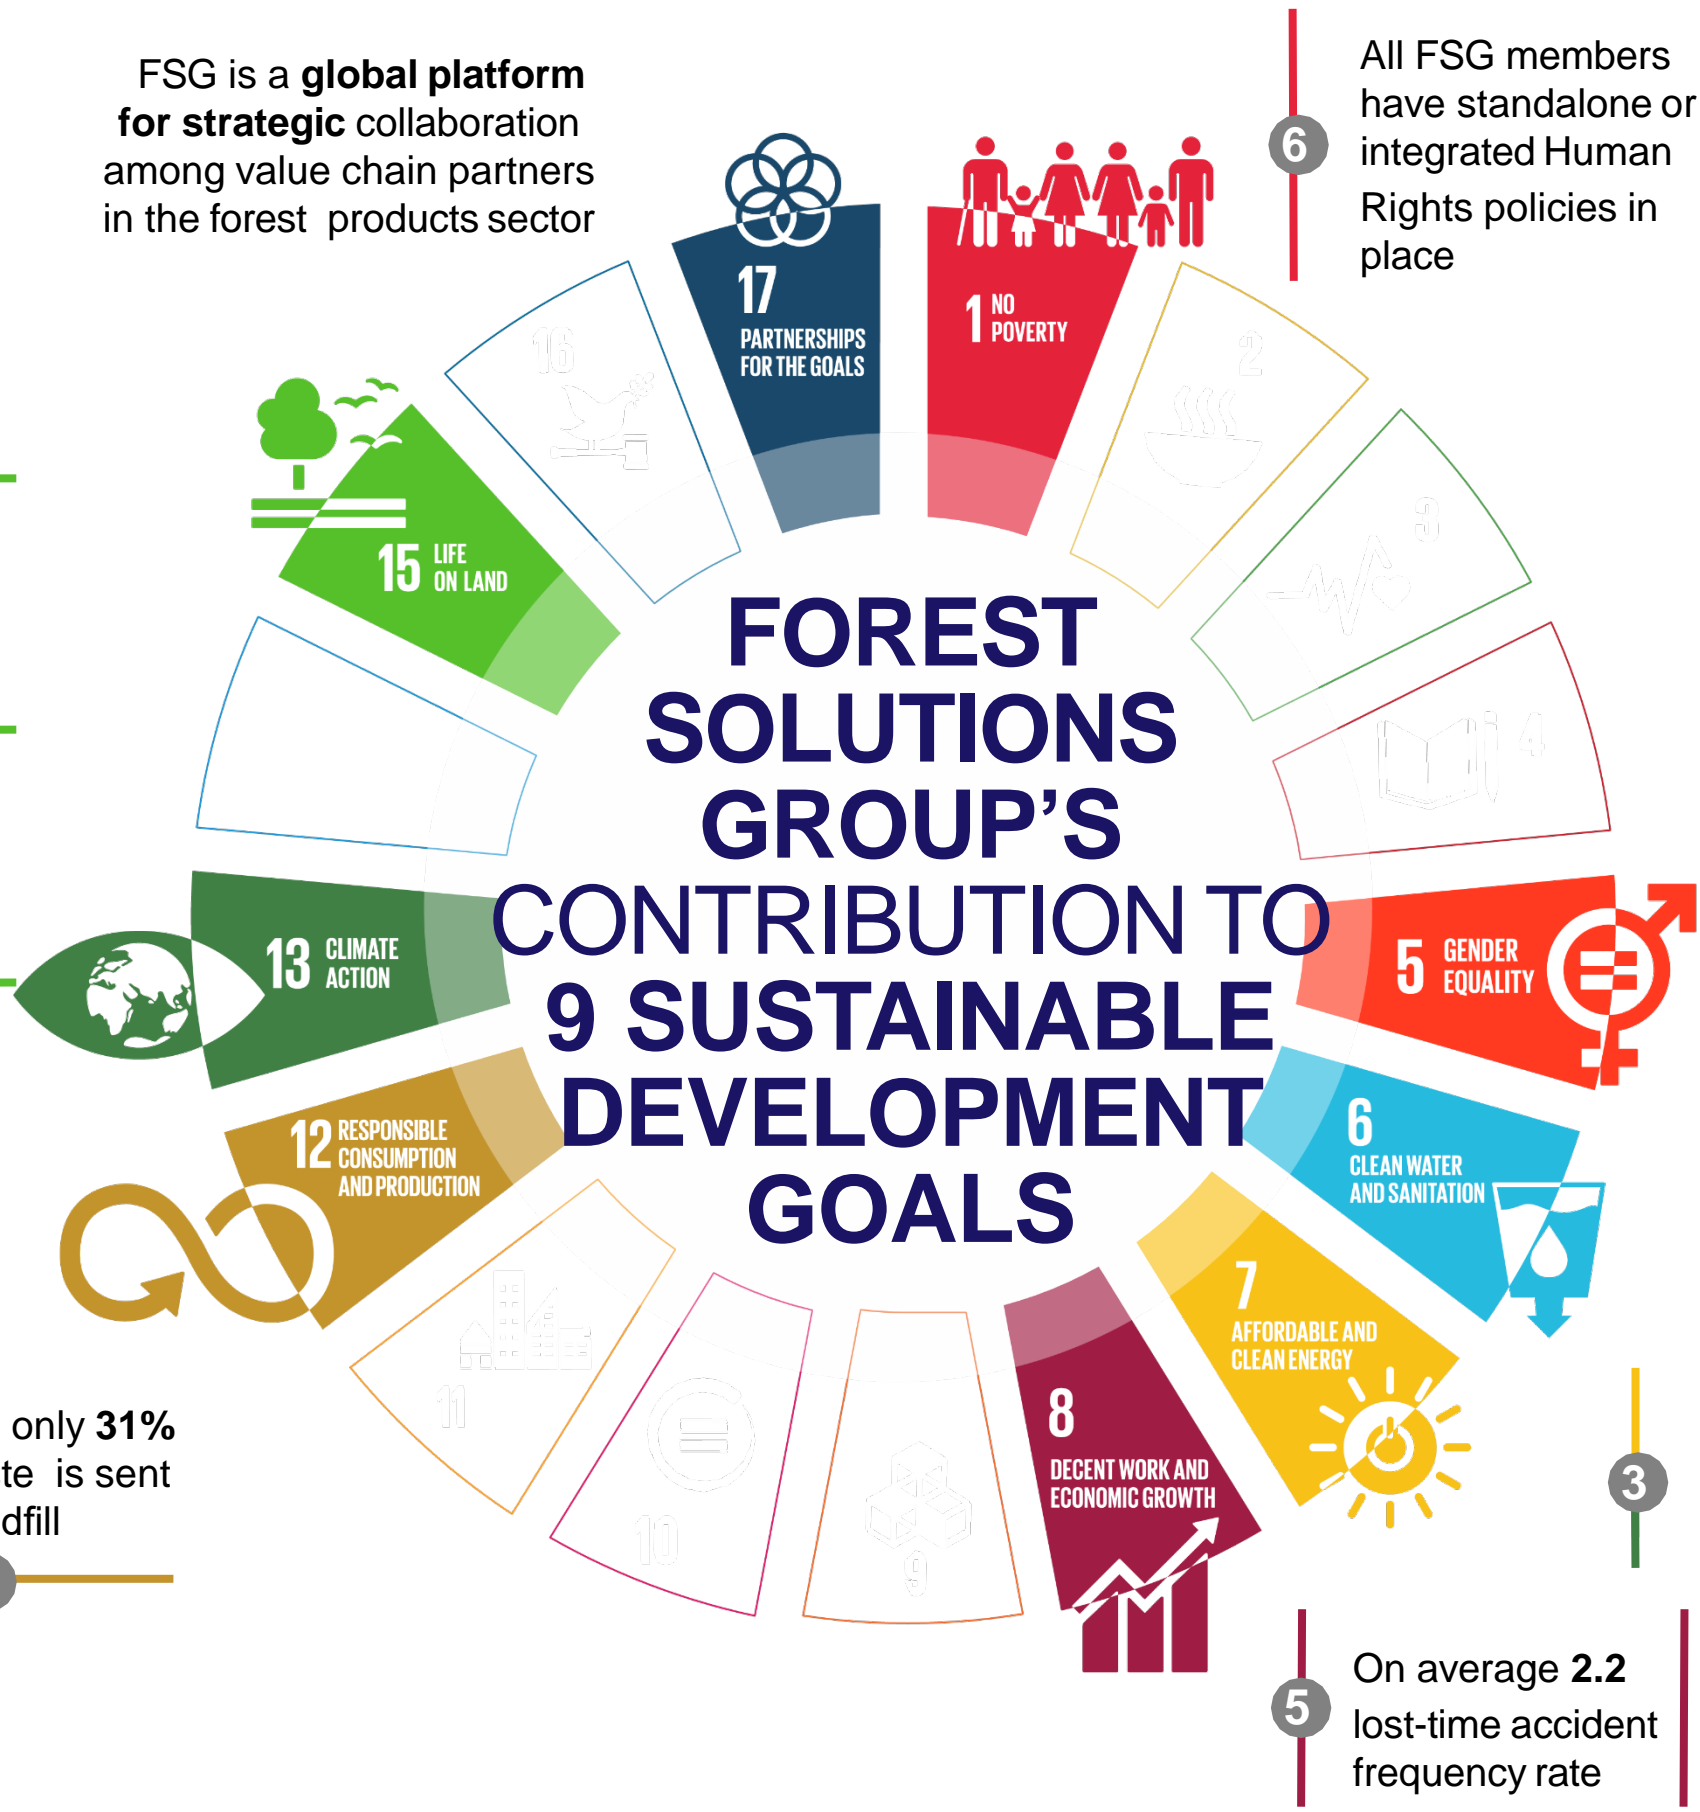 FSG is a global platform
for strategic collaboration
among value chain partners
in the forest products sector
6
All FSG members
have standalone or
integrated Human
Rights policies in
place
17
PARTNERSHIPS
FOR THE GOALS
1 NO
POVERTY
16
2
3
15 LIFE
ON LAND
4
FOREST
SOLUTIONS
GROUP’S
CONTRIBUTION TO
9 SUSTAINABLE
DEVELOPMENT
GOALS
13 CLIMATE
ACTION
5 GENDER
EQUALITY
12 RESPONSIBLE
CONSUMPTION
AND PRODUCTION
6
CLEAN WATER
AND SANITATION
7
AFFORDABLE AND
CLEAN ENERGY
8
DECENT WORK AND
ECONOMIC GROWTH
11
10
9
only 31%
is sent
3
5
On average 2.2
lost-time accident
frequency rate